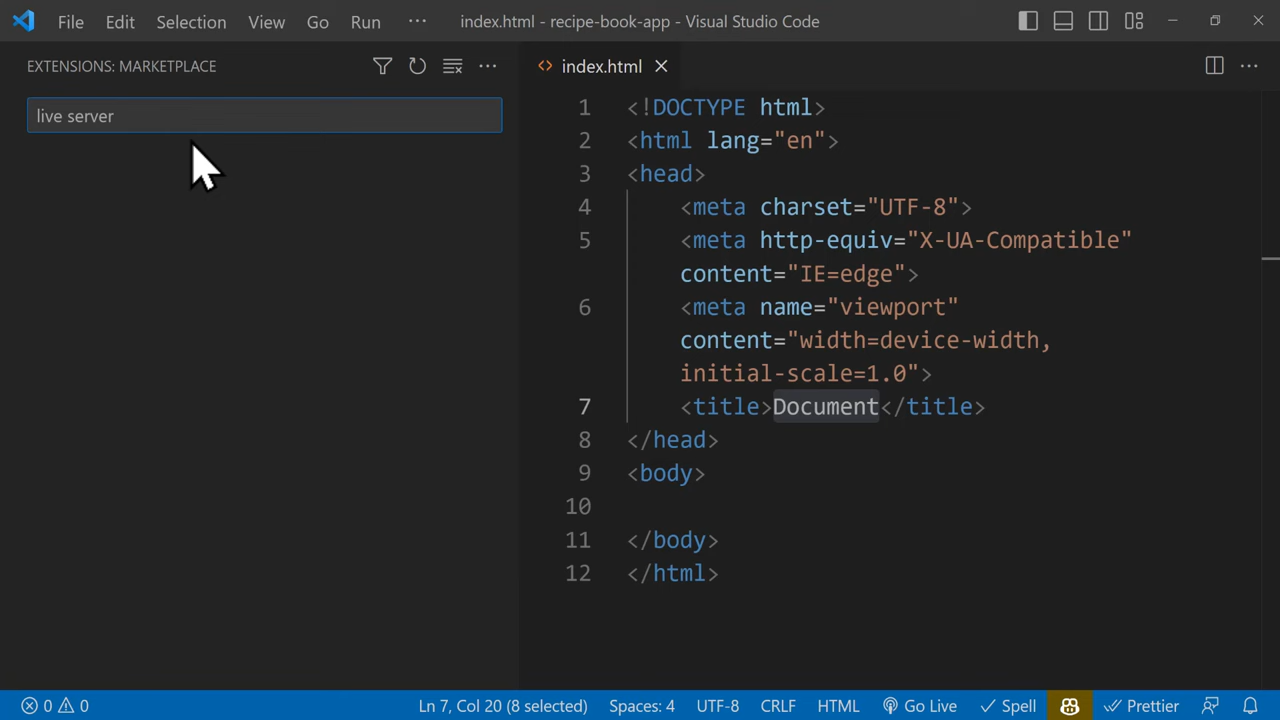 File Edit Selection View Go Run ··· index.html - recipe-book-app - Visual Studio Code
EXTENSIONS: MARKETPLACE
live server
index.html
1 <!DOCTYPE html>
2 <html lang="en">
3 <head>
4 <meta charset="UTF-8">
5 <meta http-equiv="X-UA-Compatible"
content="IE=edge">
6 <meta name="viewport"
content="width=device-width,
initial-scale=1.0">
7 <title>Document</title>
8 </head>
9 <body>
10
11 </body>
12 </html>
0 0 Ln 7, Col 20 (8 selected) Spaces: 4 UTF-8 CRLF HTML Go Live Spell Prettier